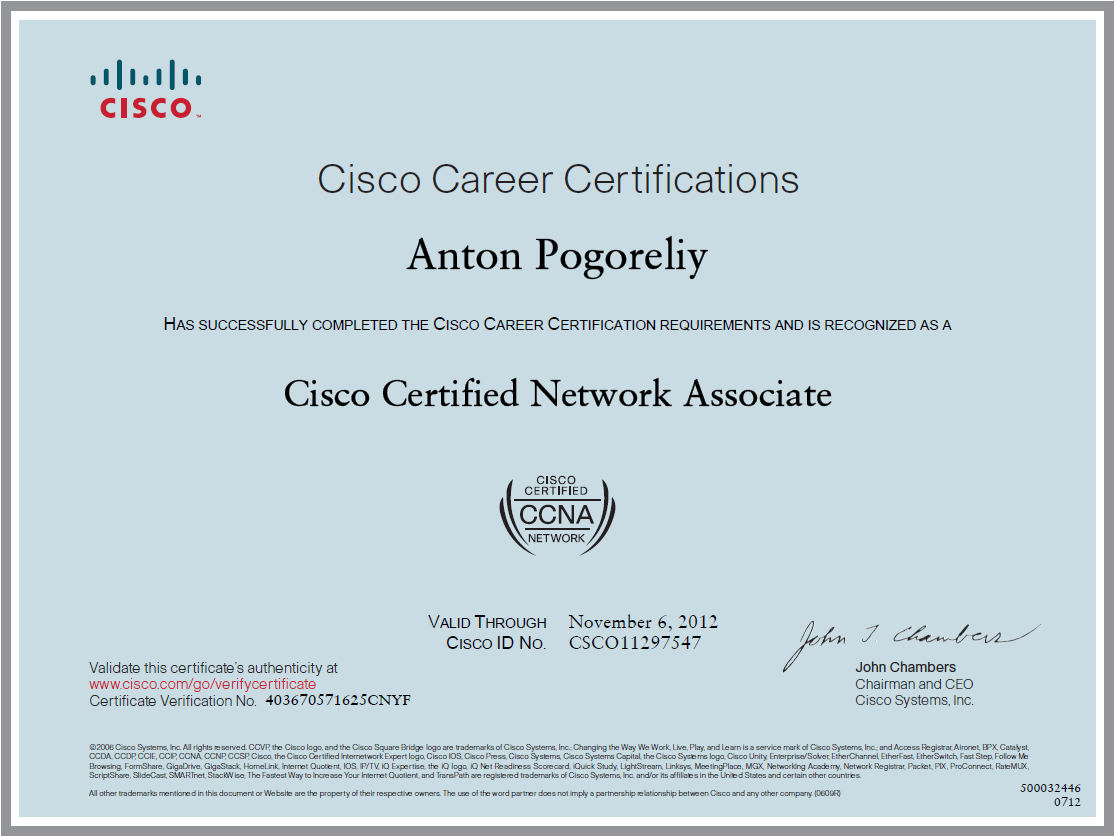 CISCO™
Cisco Career Certifications
Anton Pogoreliy
HAS SUCCESSFULLY COMPLETED THE CISCO CAREER CERTIFICATION REQUIREMENTS AND IS RECOGNIZED AS A
Cisco Certified Network Associate
CISCO
CERTIFIED
CCNA
NETWORK
VALID THROUGH November 6, 2012
CISCO ID NO. CSCO11297547
John T. Chambers
Validate this certificate's authenticity at
www.cisco.com/go/verifycertificate
Certificate Verification No. 403670571625CNYF
John Chambers
Chairman and CEO
Cisco Systems, Inc.
©2006 Cisco Systems, Inc. All rights reserved. CCVP, the Cisco logo, and the Cisco Square Bridge logo are trademarks of Cisco Systems, Inc.; Changing the Way We Work, Live, Play, and Learn is a service mark of Cisco Systems, Inc.; and Access Registrar, Aironet, BPX, Catalyst,
CCDA, CCDP, CCIE, CCIP, CCNA, CCNP, CCSP, Cisco, the Cisco Certified Internetwork Expert logo, Cisco IOS, Cisco Press, Cisco Systems, Cisco Systems Capital, the Cisco Systems logo, Cisco Unity, Enterprise/Solver, EtherChannel, EtherFast, EtherSwitch, Fast Step, Follow Me
Browsing, FormShare, GigaDrive, GigaStack, HomeLink, Internet Quotient, IOS, IP/TV, iQ Expertise, the iQ logo, iQ Net Readiness Scorecard, iQuick Study, LightStream, Linksys, MeetingPlace, MGX, Networking Academy, Network Registrar, Packet, PIX, ProConnect, RateMUX,
ScriptShare, SlideCast, SMARTnet, StackWise, The Fastest Way to Increase Your Internet Quotient, and TransPath are registered trademarks of Cisco Systems, Inc. and/or its affiliates in the United States and certain other countries.
All other trademarks mentioned in this document or Website are the property of their respective owners. The use of the word partner does not imply a partnership relationship between Cisco and any other company. (0609R)
500032446
0712